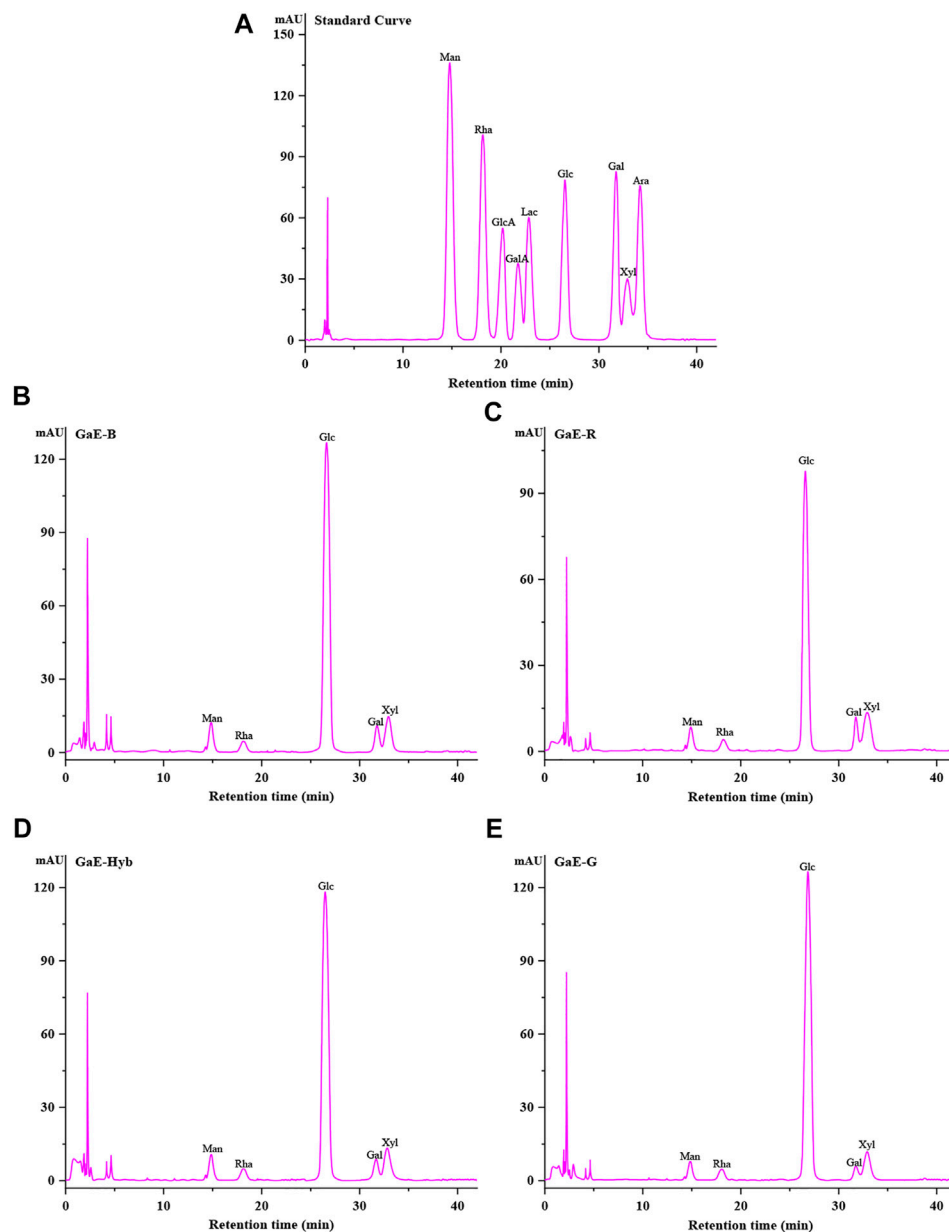 A
mAU
Standard Curve
150
120
90
60
30
0
Man
Rha
GlcA
GalA
Lac
Glc
Gal
Xyl
Ara
0 10 20 30 40
Retention time (min)
B
mAU
GaE-B
120
90
60
30
0
Man
Rha
Glc
Gal
Xyl
0 10 20 30 40
Retention time (min)
C
mAU
GaE-R
90
60
30
0
Man
Rha
Glc
Gal
Xyl
0 10 20 30 40
Retention time (min)
D
mAU
GaE-Hyb
120
90
60
30
0
Man
Rha
Glc
Gal
Xyl
0 10 20 30 40
Retention time (min)
E
mAU
GaE-G
120
90
60
30
0
Man
Rha
Glc
Gal
Xyl
0 10 20 30 40
Retention time (min)